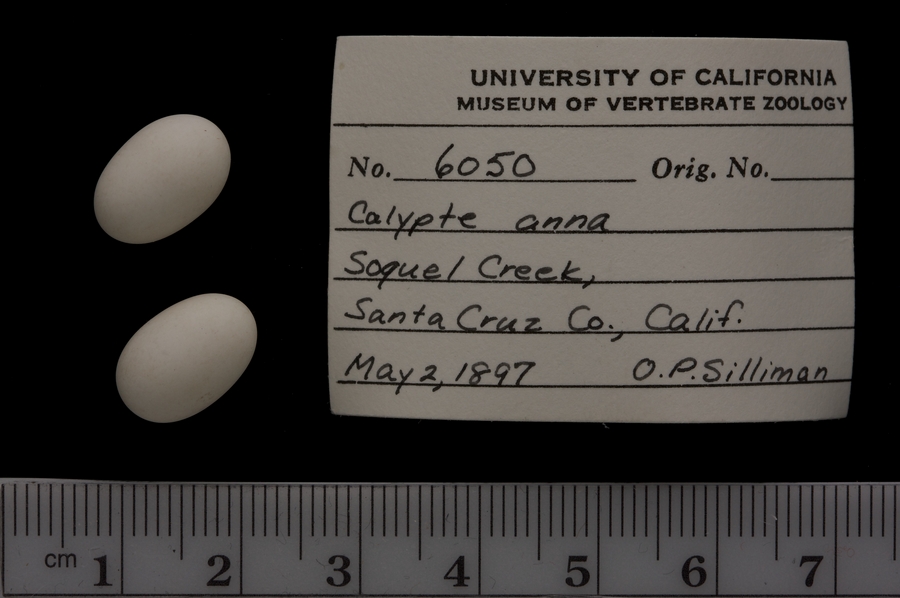 UNIVERSITY OF CALIFORNIA
MUSEUM OF VERTEBRATE ZOOLOGY
No. 6050 Orig. No.
Calypte anna
Soquel Creek,
Santa Cruz Co., Calif.
May 2, 1897 O.P. Silliman
cm 1 2 3 4 5 6 7